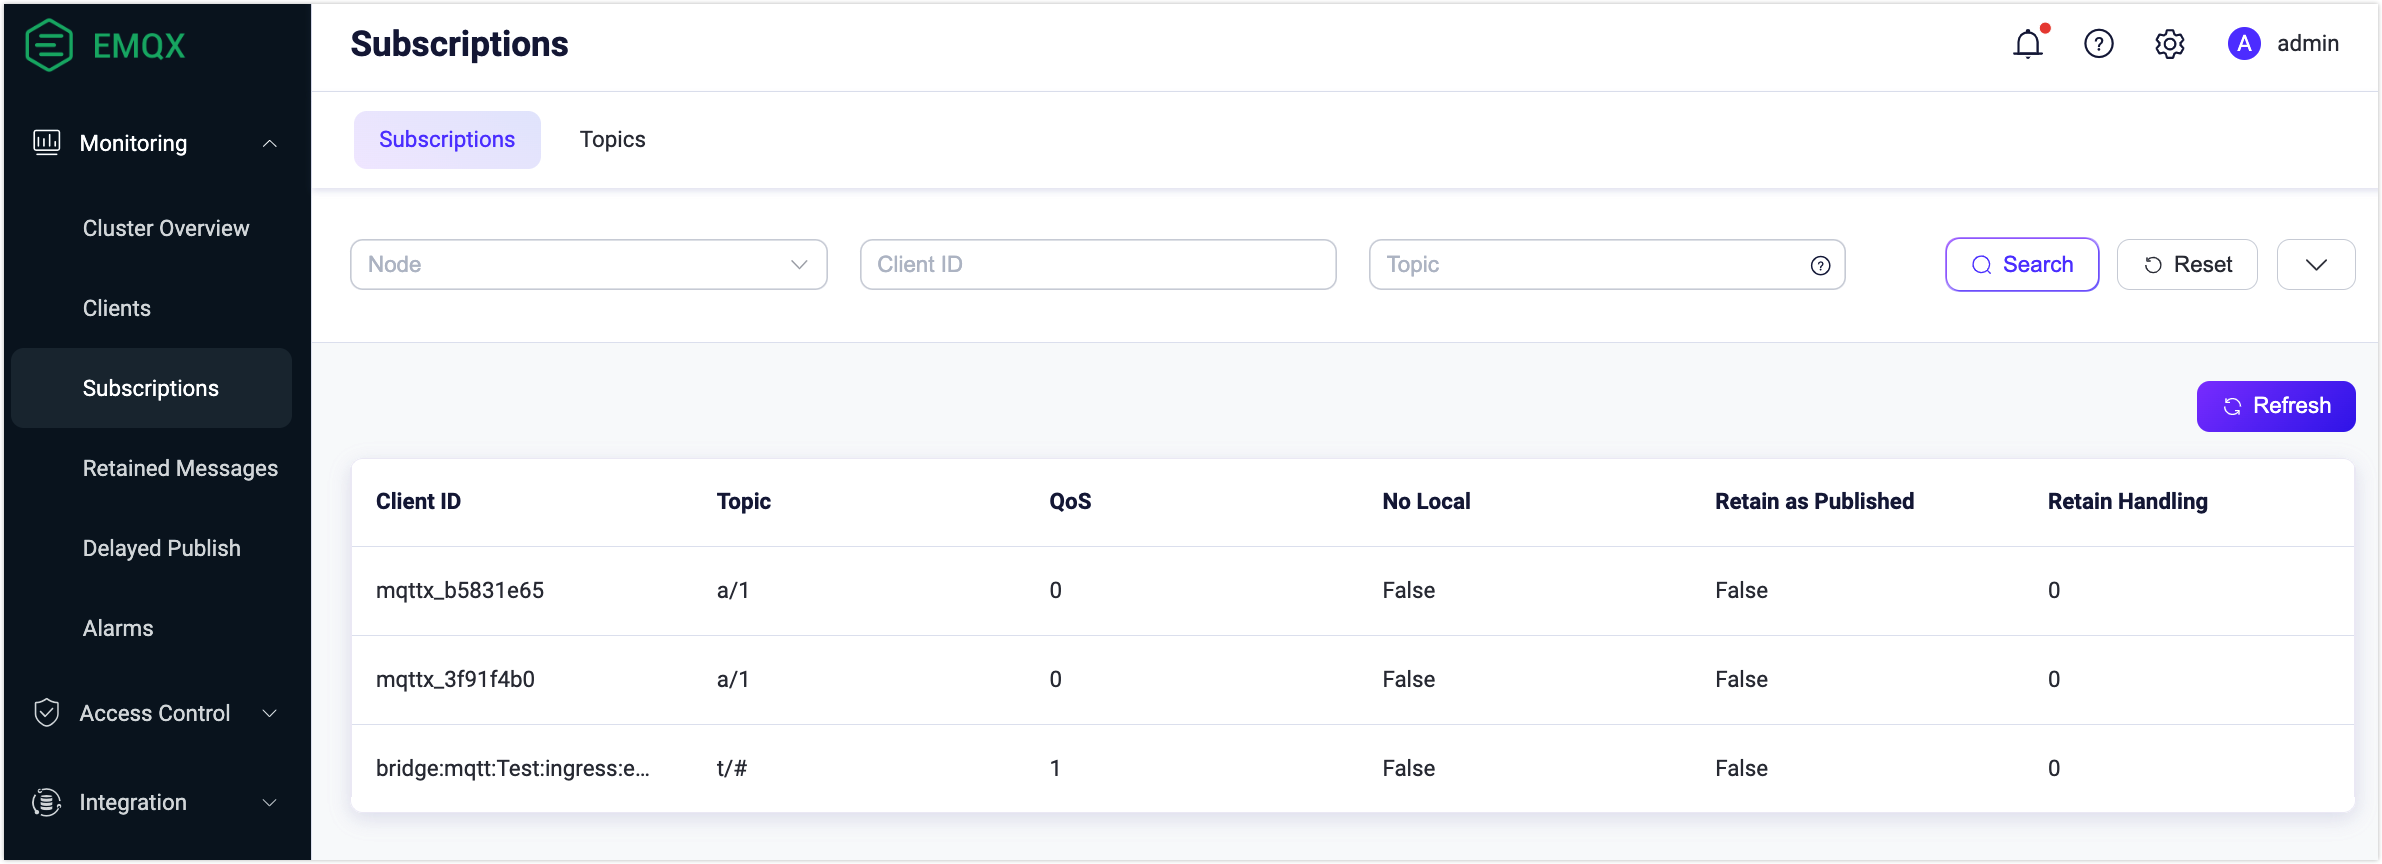 EMQX
Monitoring
Cluster Overview
Clients
Subscriptions
Retained Messages
Delayed Publish
Alarms
Access Control
Integration
Subscriptions
A admin
Subscriptions Topics
Node Client ID Topic Search Reset
Refresh
Client ID Topic QoS No Local Retain as Published Retain Handling
mqttx_b5831e65 a/1 0 False False 0
mqttx_3f91f4b0 a/1 0 False False 0
bridge:mqtt:Test:ingress:e... t/# 1 False False 0